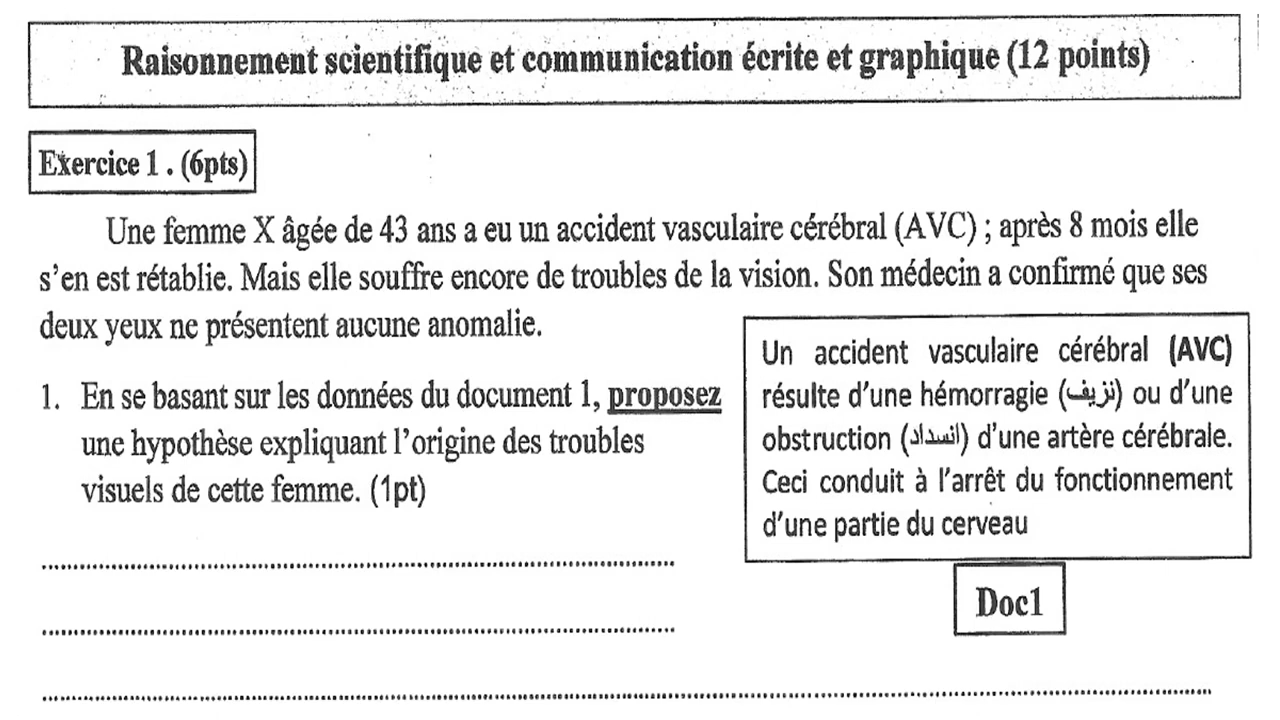 Raisonnement scientifique et communication écrite et graphique (12 points)
Exercice 1 . (6pts)
Une femme X âgée de 43 ans a eu un accident vasculaire cérébral (AVC) ; après 8 mois elle
s'en est rétablie. Mais elle souffre encore de troubles de la vision. Son médecin a confirmé que ses
deux yeux ne présentent aucune anomalie.
1. En se basant sur les données du document 1, proposez
une hypothèse expliquant l'origine des troubles
visuels de cette femme. (1pt)
Un accident vasculaire cérébral (AVC)
résulte d'une hémorragie (نزيف) ou d'une
obstruction (انسداد) d'une artère cérébrale.
Ceci conduit à l'arrêt du fonctionnement
d'une partie du cerveau
Doc1